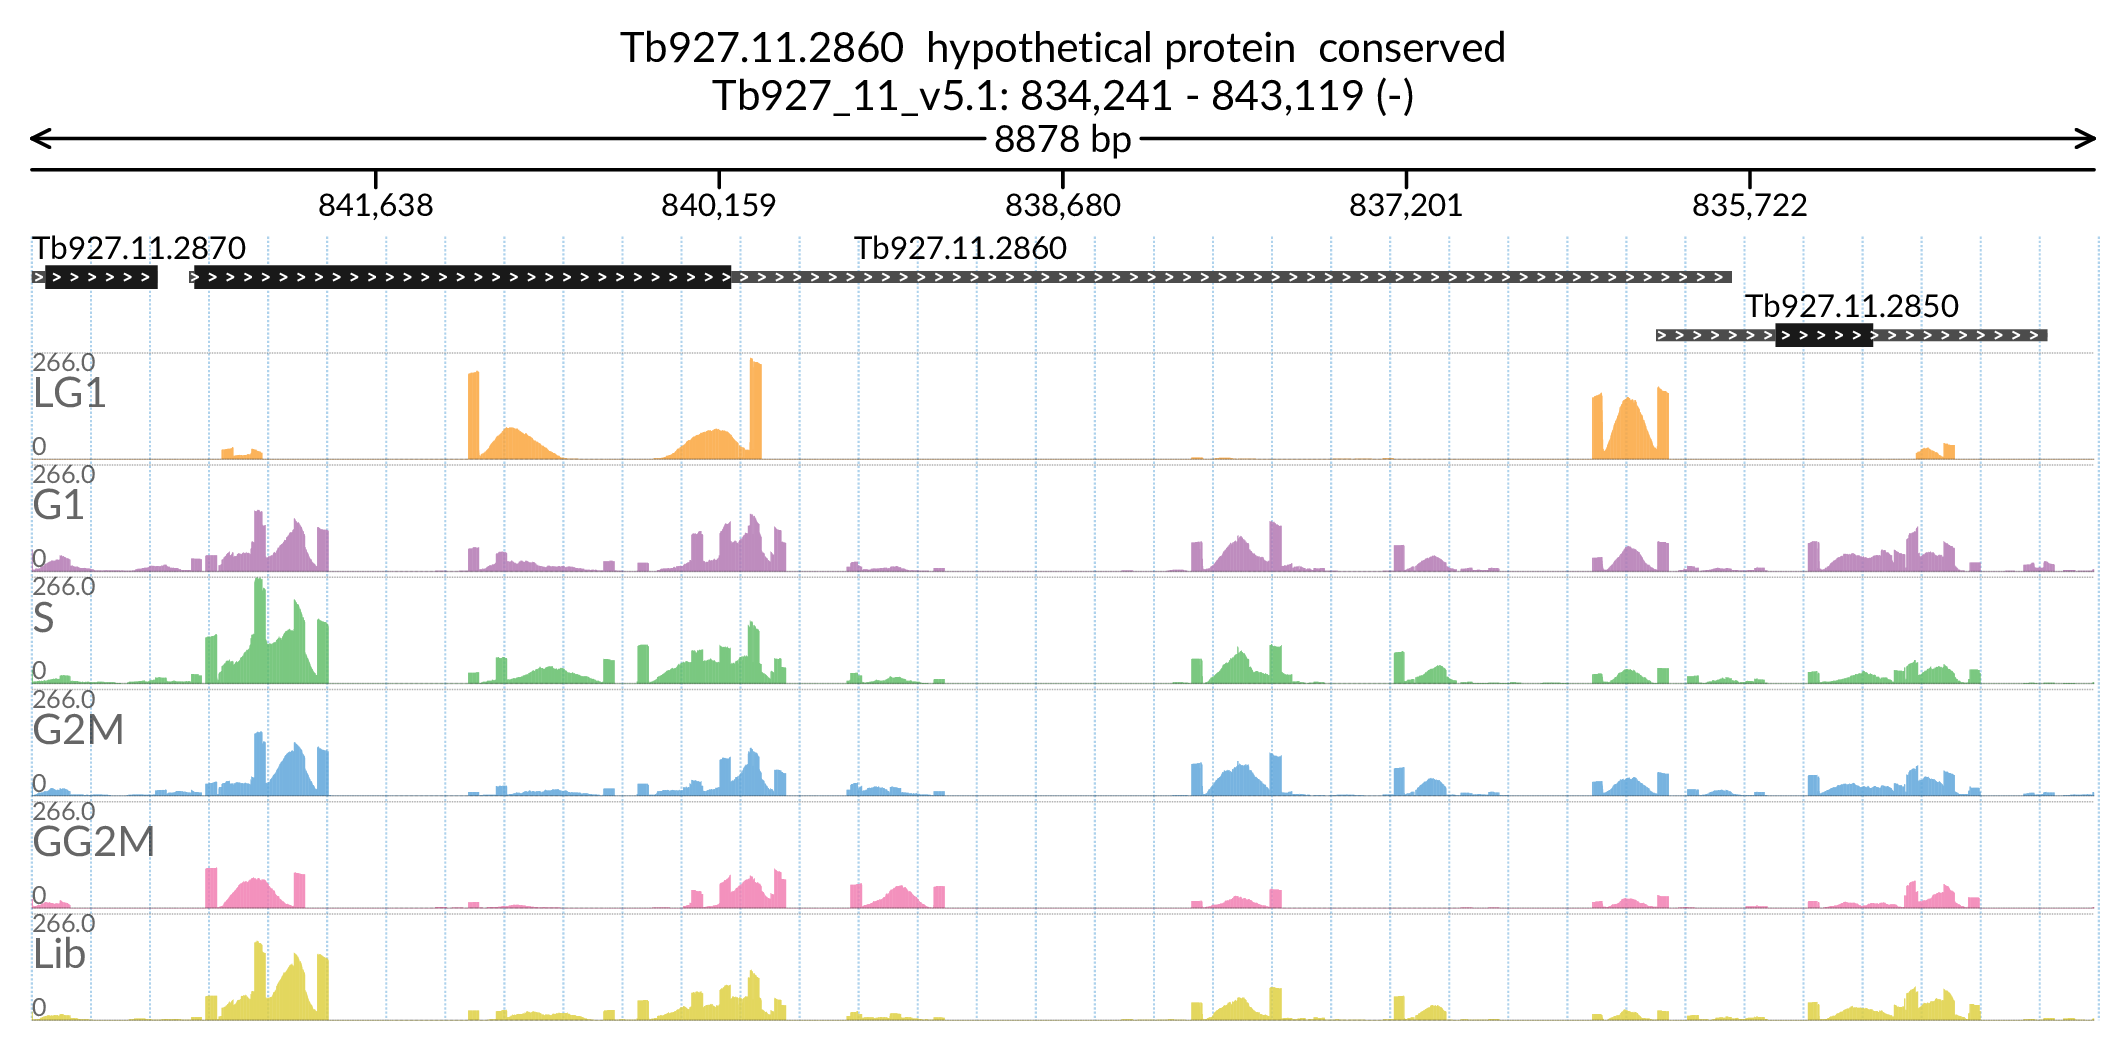 Tb927.11.2860  hypothetical protein  conserved
Tb927_11_v5.1: 834,241 - 843,119 (-)
8878 bp
841,638 840,159 838,680 837,201 835,722
Tb927.11.2870 Tb927.11.2860
Tb927.11.2850
266.0
LG1
0
266.0
G1
0
266.0
S
0
266.0
G2M
0
266.0
GG2M
0
266.0
Lib
0